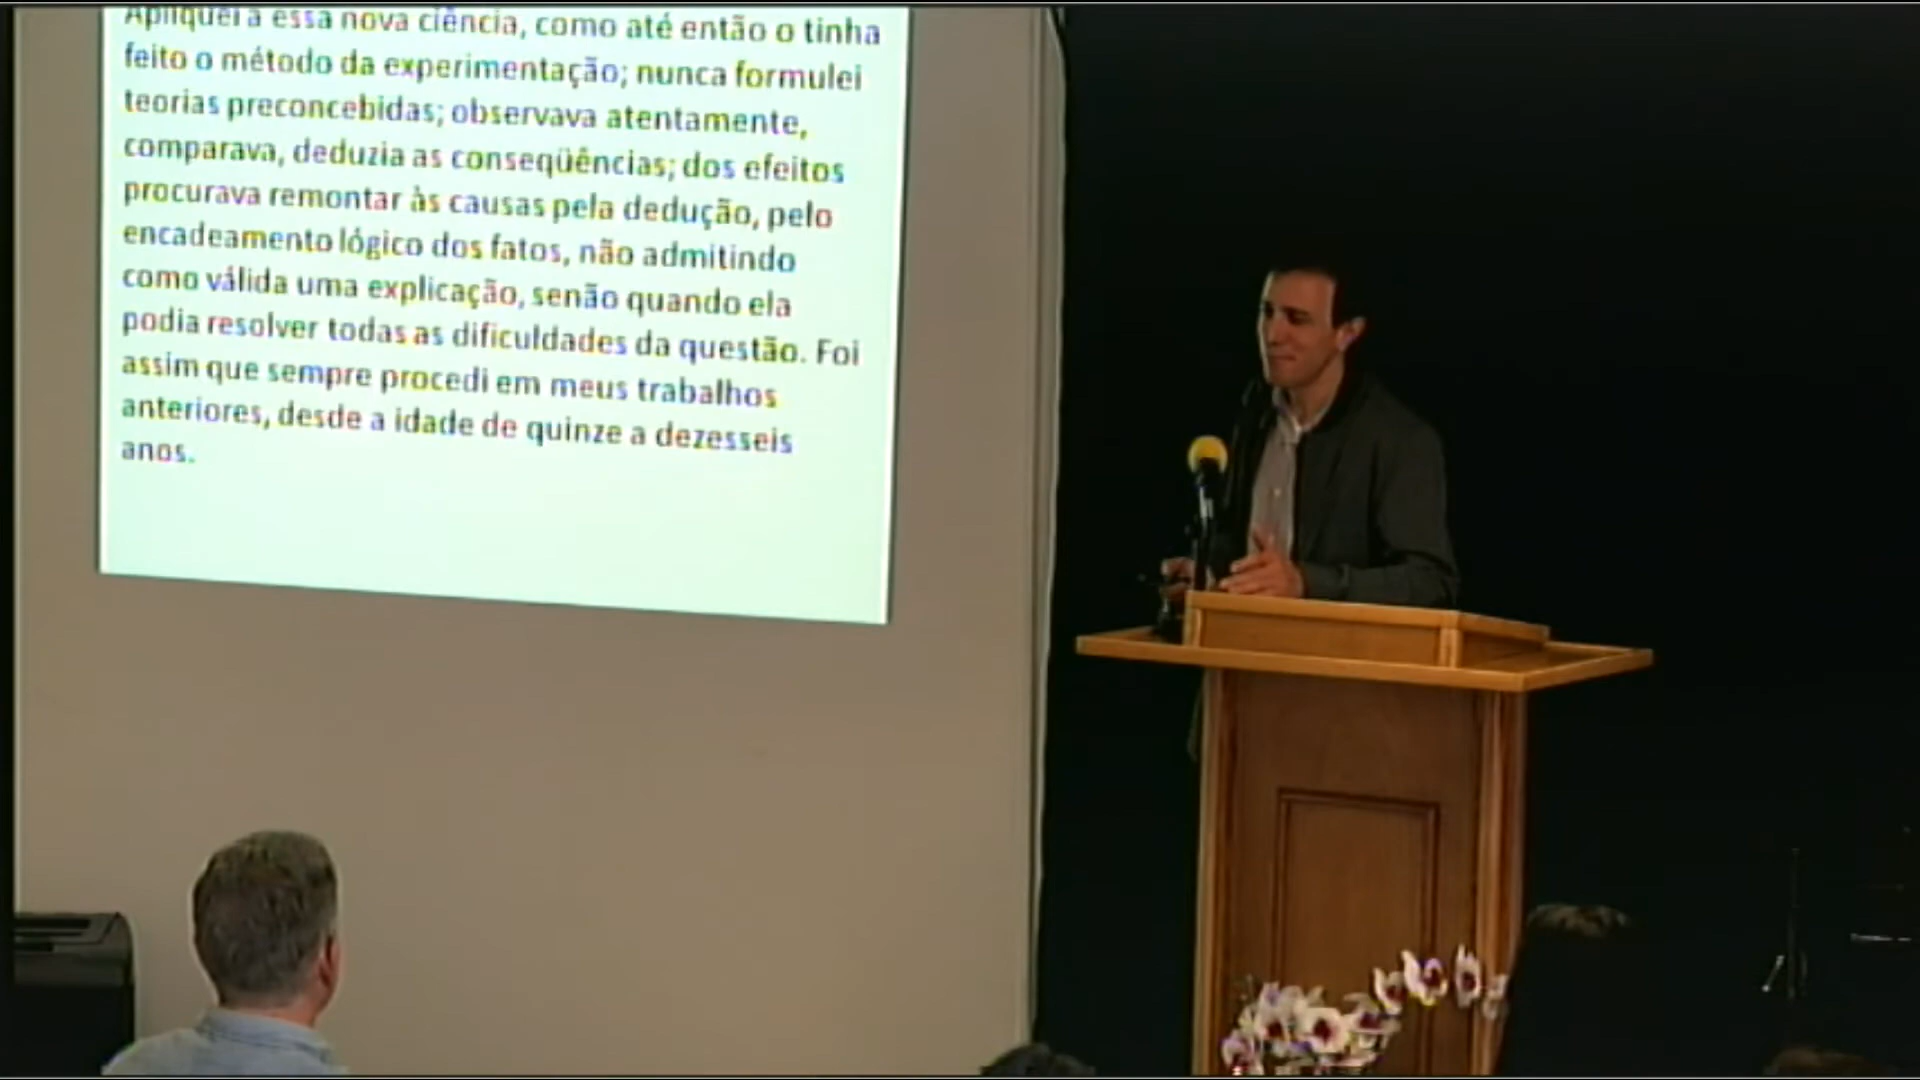 Apliquei a essa nova ciência, como até então o tinha
feito o método da experimentação; nunca formulei
teorias preconcebidas; observava atentamente,
comparava, deduzia as conseqüências; dos efeitos
procurava remontar às causas pela dedução, pelo
encadeamento lógico dos fatos, não admitindo
como válida uma explicação, senão quando ela
podia resolver todas as dificuldades da questão. Foi
assim que sempre procedi em meus trabalhos
anteriores, desde a idade de quinze a dezesseis
anos.